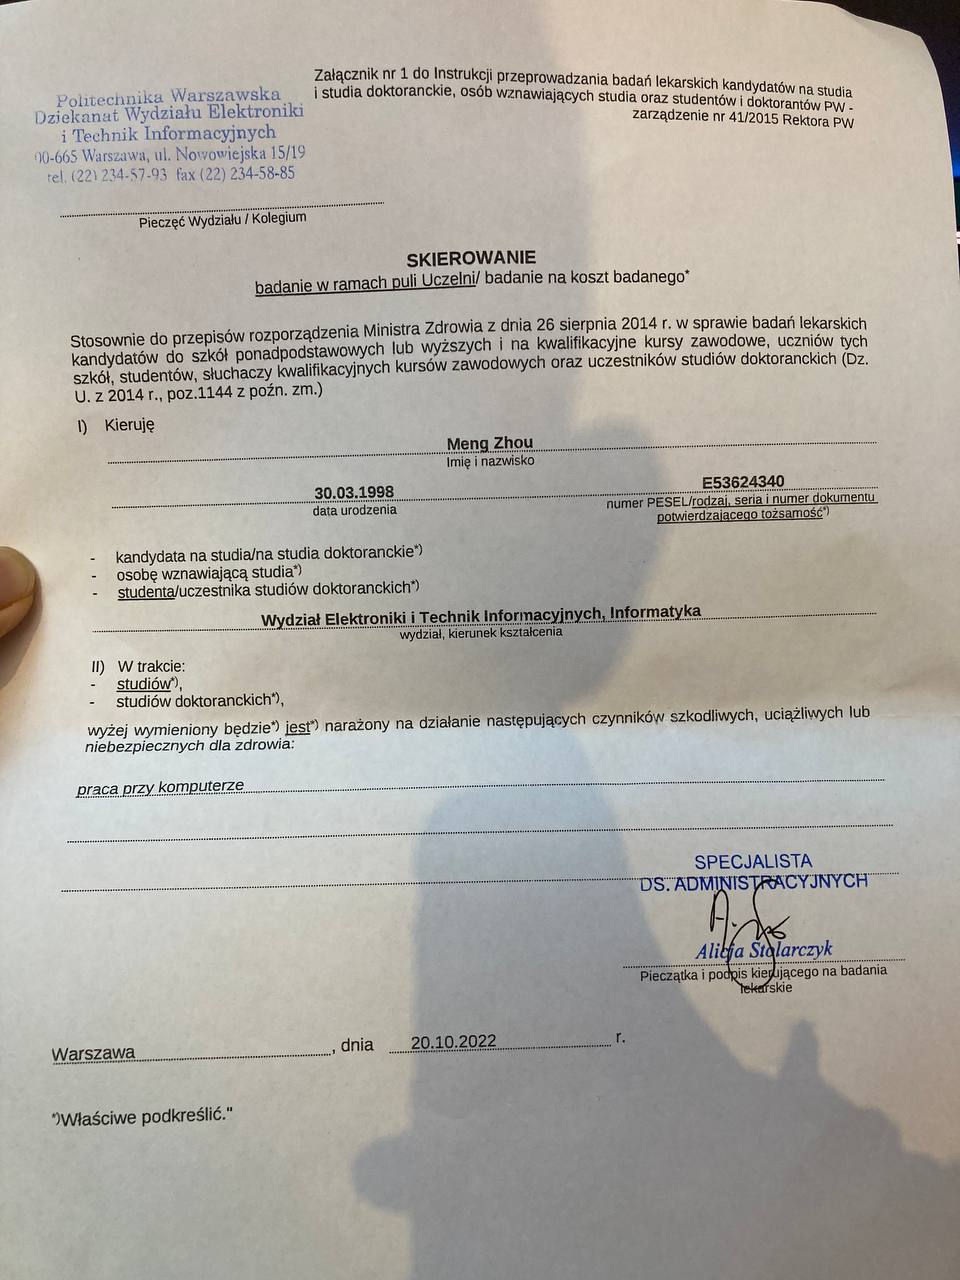 Politechnika Warszawska
Dziekanat Wydziału Elektroniki
i Technik Informacyjnych
00-665 Warszawa, ul. Nowowiejska 15/19
tel. (22) 234-57-93 fax (22) 234-58-85
Pieczęć Wydziału / Kolegium
Załącznik nr 1 do Instrukcji przeprowadzania badań lekarskich kandydatów na studia
i studia doktoranckie, osób wznawiających studia oraz studentów i doktorantów PW -
zarządzenie nr 41/2015 Rektora PW
SKIEROWANIE
badanie w ramach puli Uczelni/ badanie na koszt badanego*
Stosownie do przepisów rozporządzenia Ministra Zdrowia z dnia 26 sierpnia 2014 r. w sprawie badań lekarskich
kandydatów do szkół ponadpodstawowych lub wyższych i na kwalifikacyjne kursy zawodowe, uczniów tych
szkół, studentów, słuchaczy kwalifikacyjnych kursów zawodowych oraz uczestników studiów doktoranckich (Dz.
U. z 2014 r., poz.1144 z poźn. zm.)
I) Kieruję
Meng Zhou
Imię i nazwisko
30.03.1998
data urodzenia
E53624340
numer PESEL/rodzaj, seria i numer dokumentu
potwierdzającego tożsamość*)
- kandydata na studia/na studia doktoranckie*)
- osobę wznawiającą studia*)
- studenta/uczestnika studiów doktoranckich*)
Wydział Elektroniki i Technik Informacyjnych, Informatyka
wydział, kierunek kształcenia
II) W trakcie:
- studiów*),
- studiów doktoranckich*),
wyżej wymieniony będzie*) jest*) narażony na działanie następujących czynników szkodliwych, uciążliwych lub
niebezpiecznych dla zdrowia:
praca przy komputerze
SPECJALISTA
DS. ADMINISTRACYJNYCH
Alicja Stolarczyk
Pieczątka i podpis kierującego na badania
lekarskie
Warszawa, dnia 20.10.2022 r.
*)Właściwe podkreślić."